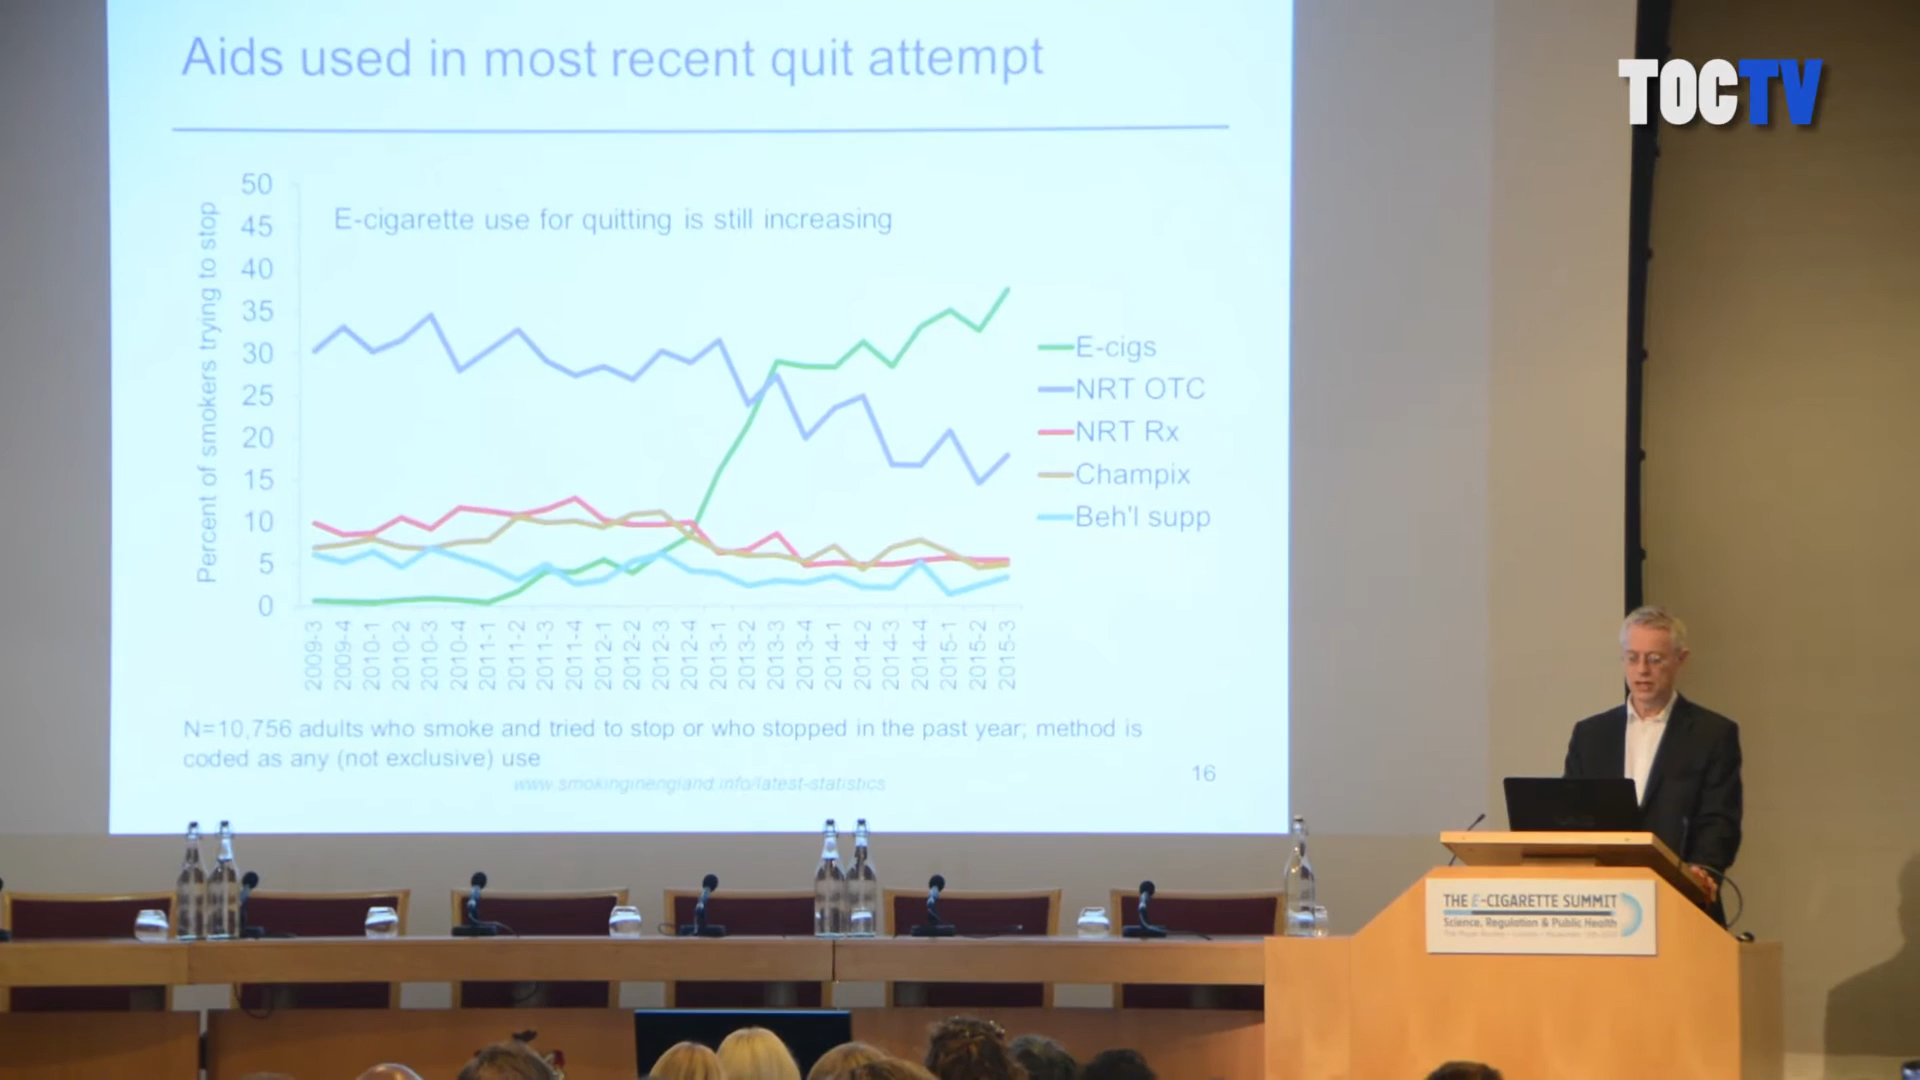 Aids used in most recent quit attempt
TOCTV
E-cigarette use for quitting is still increasing
Percent of smokers trying to stop
50
45
40
35
30
25
20
15
10
5
0
E-cigs
NRT OTC
NRT Rx
Champix
Beh'l supp
2009-3
2009-4
2010-1
2010-2
2010-3
2010-4
2011-1
2011-2
2011-3
2011-4
2012-1
2012-2
2012-3
2012-4
2013-1
2013-2
2013-3
2013-4
2014-1
2014-2
2014-3
2014-4
2015-1
2015-2
2015-3
N=10,756 adults who smoke and tried to stop or who stopped in the past year; method is
coded as any (not exclusive) use
www.smokinginengland.info/latest-statistics
16
THE E-CIGARETTE SUMMIT
Science, Regulation & Public Health